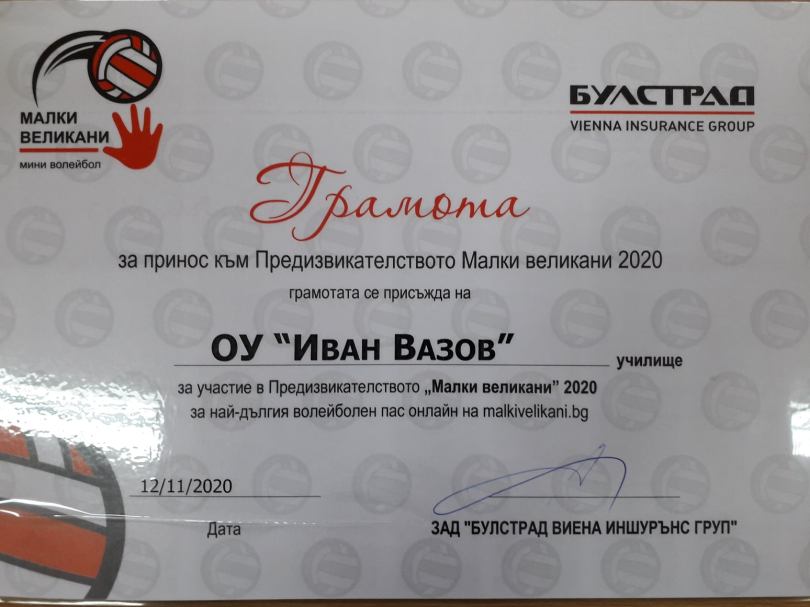 МАЛКИ
ВЕЛИКАНИ
мини волейбол
БУЛСТРАД
VIENNA INSURANCE GROUP
Грамота
за принос към Предизвикателството Малки великани 2020
грамотата се присъжда на
ОУ "Иван Вазов"
училище
за участие в Предизвикателството „Малки великани" 2020
за най-дългия волейболен пас онлайн на malkivelikani.bg
12/11/2020
Дата
ЗАД "БУЛСТРАД ВИЕНА ИНШУРЪНС ГРУП"